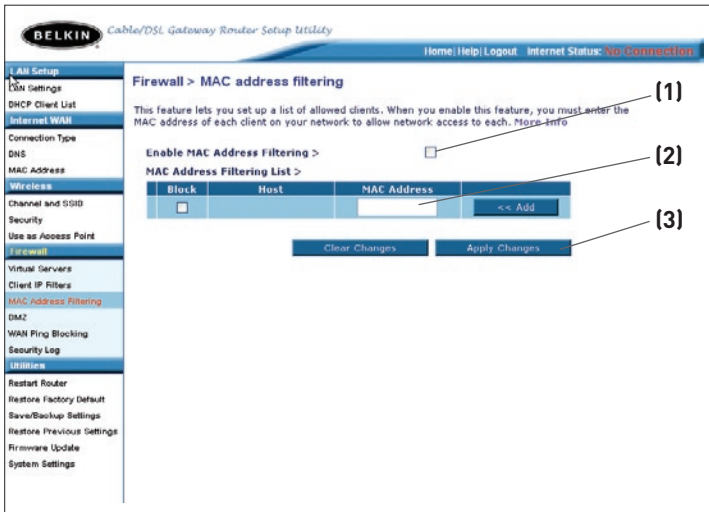 BELKIN
Cable/DSL Gateway Router Setup Utility
Home|Help|Logout Internet Status: No Connection
LAN Setup
LAN Settings
DHCP Client List
Internet WAN
Connection Type
DNS
MAC Address
Wireless
Channel and SSID
Security
Use as Access Point
Firewall
Virtual Servers
Client IP Filters
MAC Address Filtering
DMZ
WAN Ping Blocking
Security Log
Utilities
Restart Router
Restore Factory Default
Save/Backup Settings
Restore Previous Settings
Firmware Update
System Settings
Firewall > MAC address filtering
This feature lets you set up a list of allowed clients. When you enable this feature, you must enter the
MAC address of each client on your network to allow network access to each. More Info
Enable MAC Address Filtering >
MAC Address Filtering List >
Block Host MAC Address
<< Add
Clear Changes Apply Changes
(1)
(2)
(3)